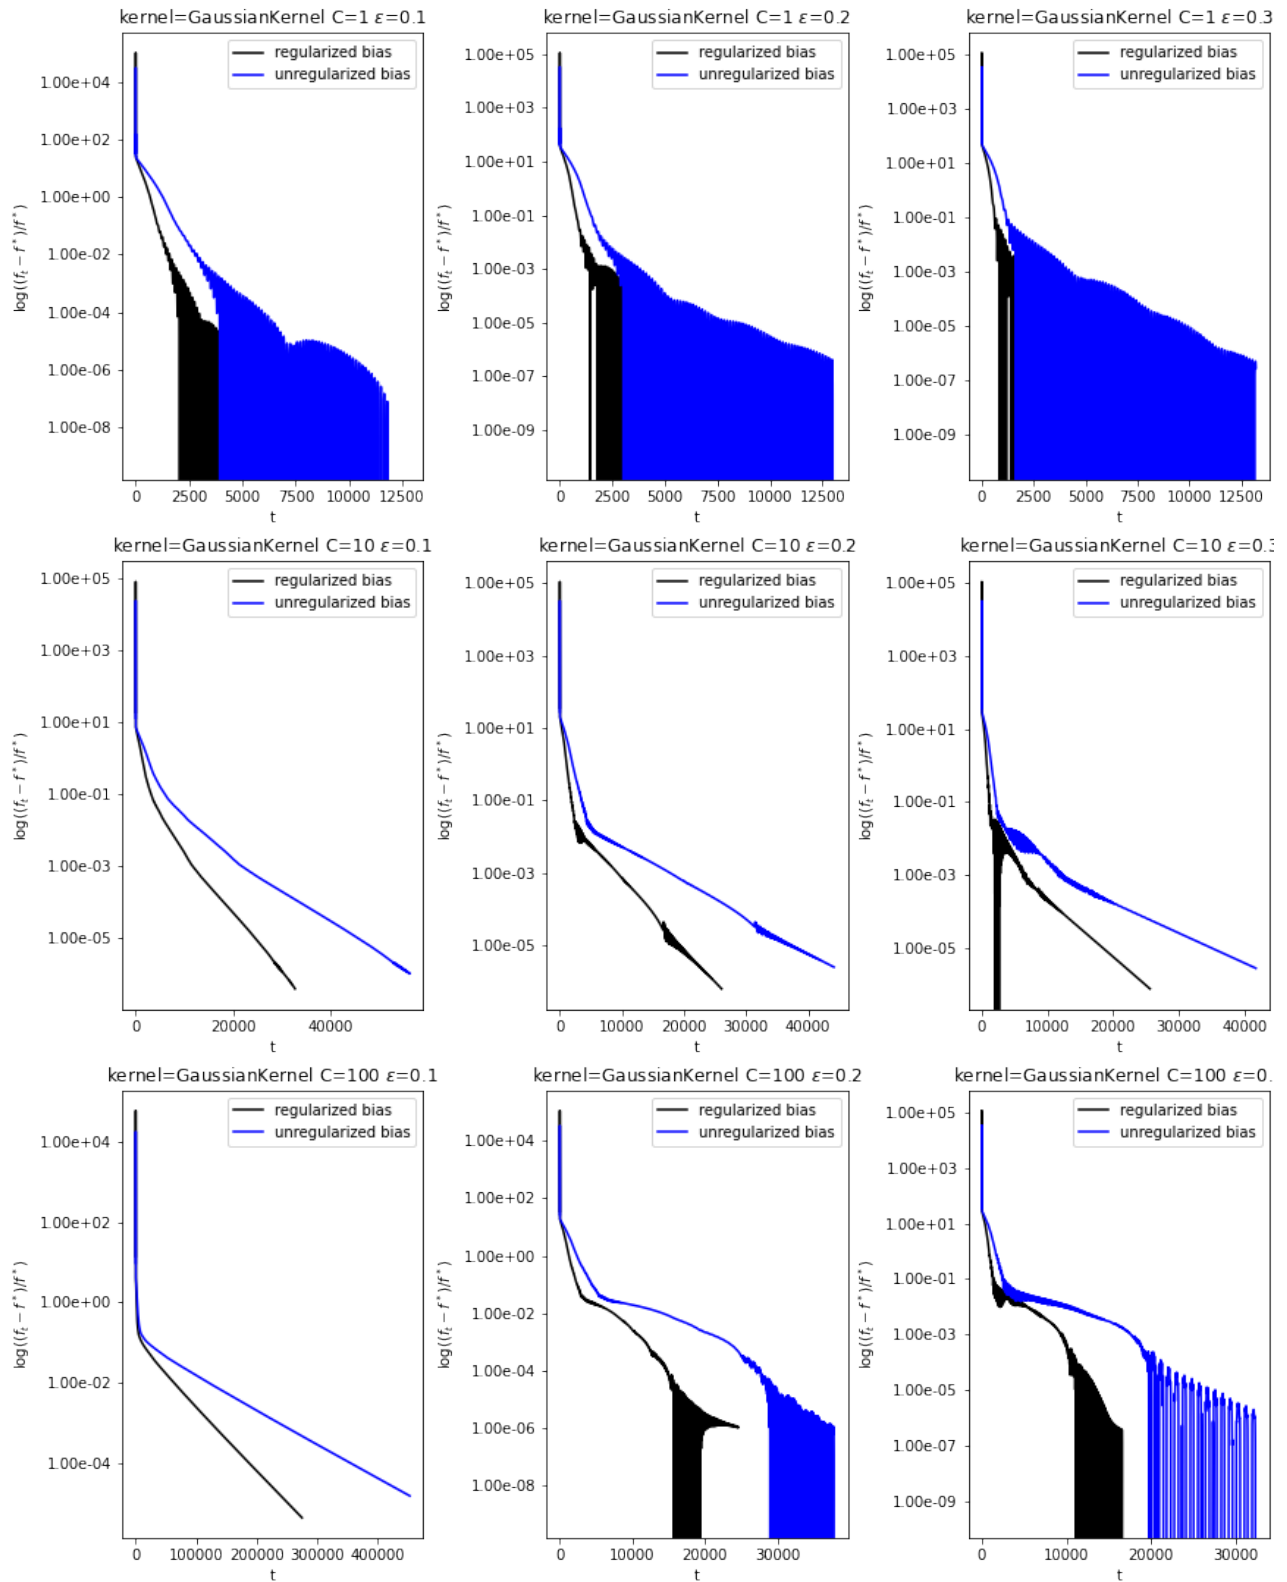 kernel=GaussianKernel C=1 ε=0.1
regularized bias
unregularized bias
1.00e+04
1.00e+02
1.00e+00
1.00e-02
1.00e-04
1.00e-06
1.00e-08
log((f_t − f*)/f*)
0 2500 5000 7500 10000 12500
t
kernel=GaussianKernel C=1 ε=0.2
regularized bias
unregularized bias
1.00e+05
1.00e+03
1.00e+01
1.00e-01
1.00e-03
1.00e-05
1.00e-07
1.00e-09
log((f_t − f*)/f*)
0 2500 5000 7500 10000 12500
t
kernel=GaussianKernel C=1 ε=0.3
regularized bias
unregularized bias
1.00e+05
1.00e+03
1.00e+01
1.00e-01
1.00e-03
1.00e-05
1.00e-07
1.00e-09
log((f_t − f*)/f*)
0 2500 5000 7500 10000 12500
t
kernel=GaussianKernel C=10 ε=0.1
regularized bias
unregularized bias
1.00e+05
1.00e+03
1.00e+01
1.00e-01
1.00e-03
1.00e-05
log((f_t − f*)/f*)
0 20000 40000
t
kernel=GaussianKernel C=10 ε=0.2
regularized bias
unregularized bias
1.00e+05
1.00e+03
1.00e+01
1.00e-01
1.00e-03
1.00e-05
log((f_t − f*)/f*)
0 10000 20000 30000 40000
t
kernel=GaussianKernel C=10 ε=0.3
regularized bias
unregularized bias
1.00e+05
1.00e+03
1.00e+01
1.00e-01
1.00e-03
1.00e-05
log((f_t − f*)/f*)
0 10000 20000 30000 40000
t
kernel=GaussianKernel C=100 ε=0.1
regularized bias
unregularized bias
1.00e+04
1.00e+02
1.00e+00
1.00e-02
1.00e-04
log((f_t − f*)/f*)
0 100000 200000 300000 400000
t
kernel=GaussianKernel C=100 ε=0.2
regularized bias
unregularized bias
1.00e+04
1.00e+02
1.00e+00
1.00e-02
1.00e-04
1.00e-06
1.00e-08
log((f_t − f*)/f*)
0 10000 20000 30000
t
kernel=GaussianKernel C=100 ε=0.
regularized bias
unregularized bias
1.00e+05
1.00e+03
1.00e+01
1.00e-01
1.00e-03
1.00e-05
1.00e-07
1.00e-09
log((f_t − f*)/f*)
0 10000 20000 30000
t